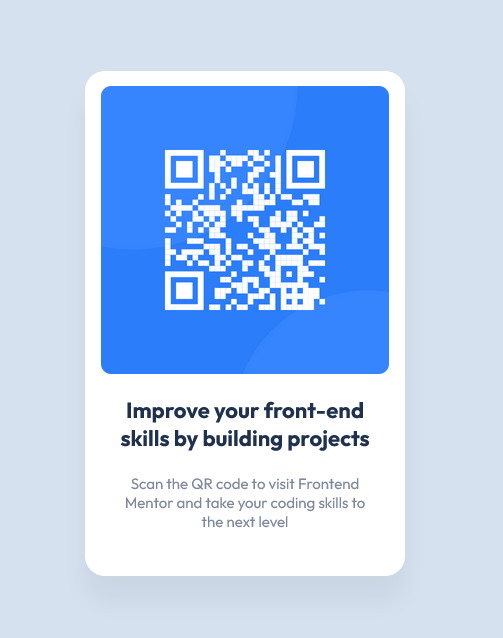 Improve your front-end
skills by building projects
Scan the QR code to visit Frontend
Mentor and take your coding skills to
the next level